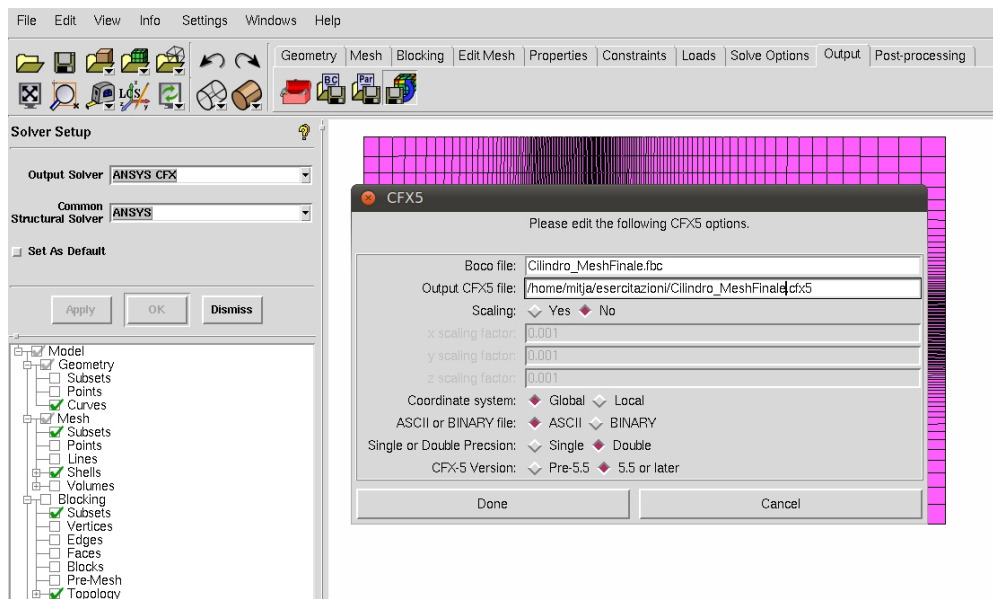 File Edit View Info Settings Windows Help
Geometry Mesh Blocking Edit Mesh Properties Constraints Loads Solve Options Output Post-processing
BC Par
LCS
Solver Setup
Output Solver ANSYS CFX
Common
Structural Solver ANSYS
Set As Default
Apply OK Dismiss
Model
Geometry
Subsets
Points
Curves
Mesh
Subsets
Points
Lines
Shells
Volumes
Blocking
Subsets
Vertices
Edges
Faces
Blocks
Pre-Mesh
Topology
CFX5
Please edit the following CFX5 options.
Boco file: Cilindro_MeshFinale.fbc
Output CFX5 file: /home/mitja/esercitazioni/Cilindro_MeshFinale.cfx5
Scaling: Yes No
x scaling factor: 0.001
y scaling factor: 0.001
z scaling factor: 0.001
Coordinate system: Global Local
ASCII or BINARY file: ASCII BINARY
Single or Double Precsion: Single Double
CFX-5 Version: Pre-5.5 5.5 or later
Done Cancel